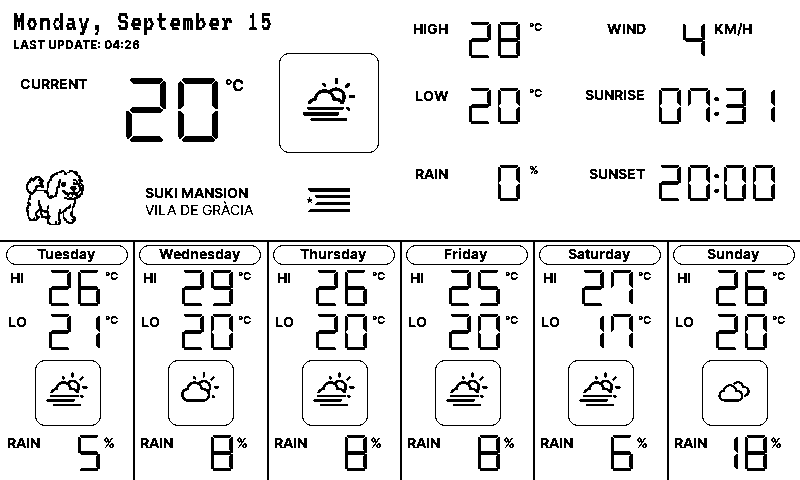 Monday, September 15
LAST UPDATE: 04:26
CURRENT 20 °C
SUKI MANSION
VILA DE GRÀCIA
HIGH 28 °C
LOW 20 °C
RAIN 0 %
WIND 4 KM/H
SUNRISE 07:31
SUNSET 20:00
Tuesday
HI 26 °C
LO 21 °C
RAIN 5 %
Wednesday
HI 29 °C
LO 20 °C
RAIN 8 %
Thursday
HI 26 °C
LO 20 °C
RAIN 8 %
Friday
HI 25 °C
LO 20 °C
RAIN 8 %
Saturday
HI 27 °C
LO 17 °C
RAIN 6 %
Sunday
HI 26 °C
LO 20 °C
RAIN 18 %